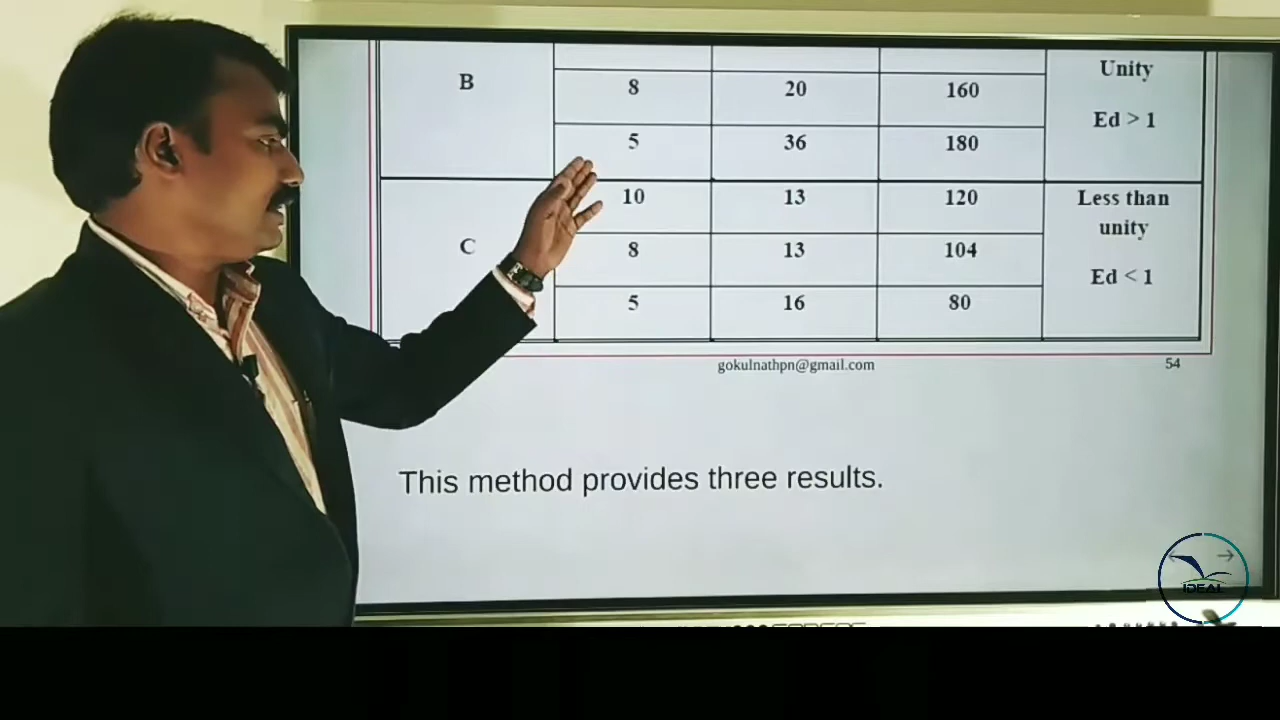 B
8 20 160
5 36 180
Unity
Ed > 1
C
10 13 120
8 13 104
5 16 80
Less than
unity
Ed < 1
gokulnathpn@gmail.com
54
This method provides three results.
IDEAL